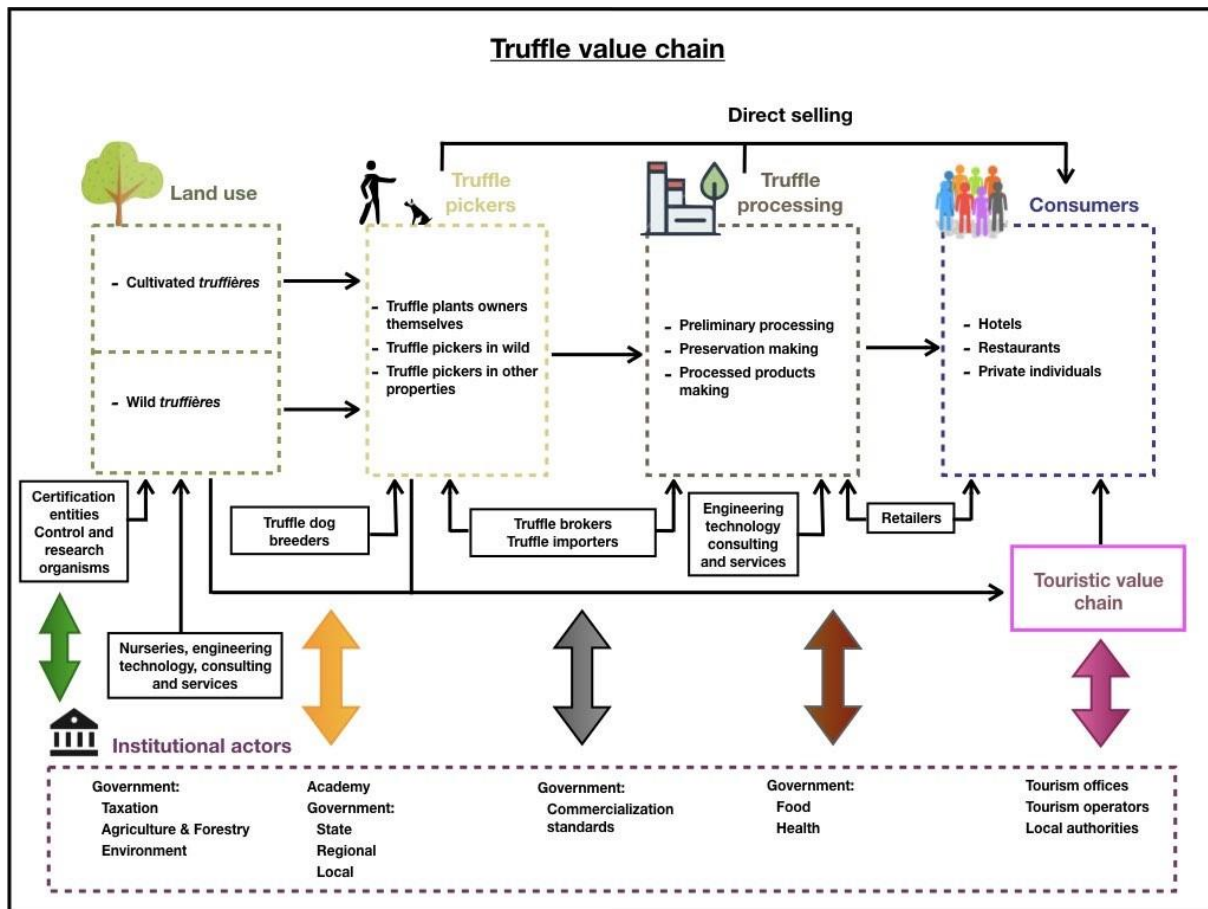 Truffle value chain
Direct selling
Land use
Truffle
pickers
Truffle
processing
Consumers
- Cultivated truffières
- Wild truffières
- Truffle plants owners
themselves
- Truffle pickers in wild
- Truffle pickers in other
properties
- Preliminary processing
- Preservation making
- Processed products
making
- Hotels
- Restaurants
- Private individuals
Certification
entities
Control and
research
organisms
Truffle dog
breeders
Truffle brokers
Truffle importers
Engineering
technology
consulting
and services
Retailers
Touristic value
chain
Nurseries, engineering
technology, consulting
and services
Institutional actors
Government:
Taxation
Agriculture & Forestry
Environment
Academy
Government:
State
Regional
Local
Government:
Commercialization
standards
Government:
Food
Health
Tourism offices
Tourism operators
Local authorities